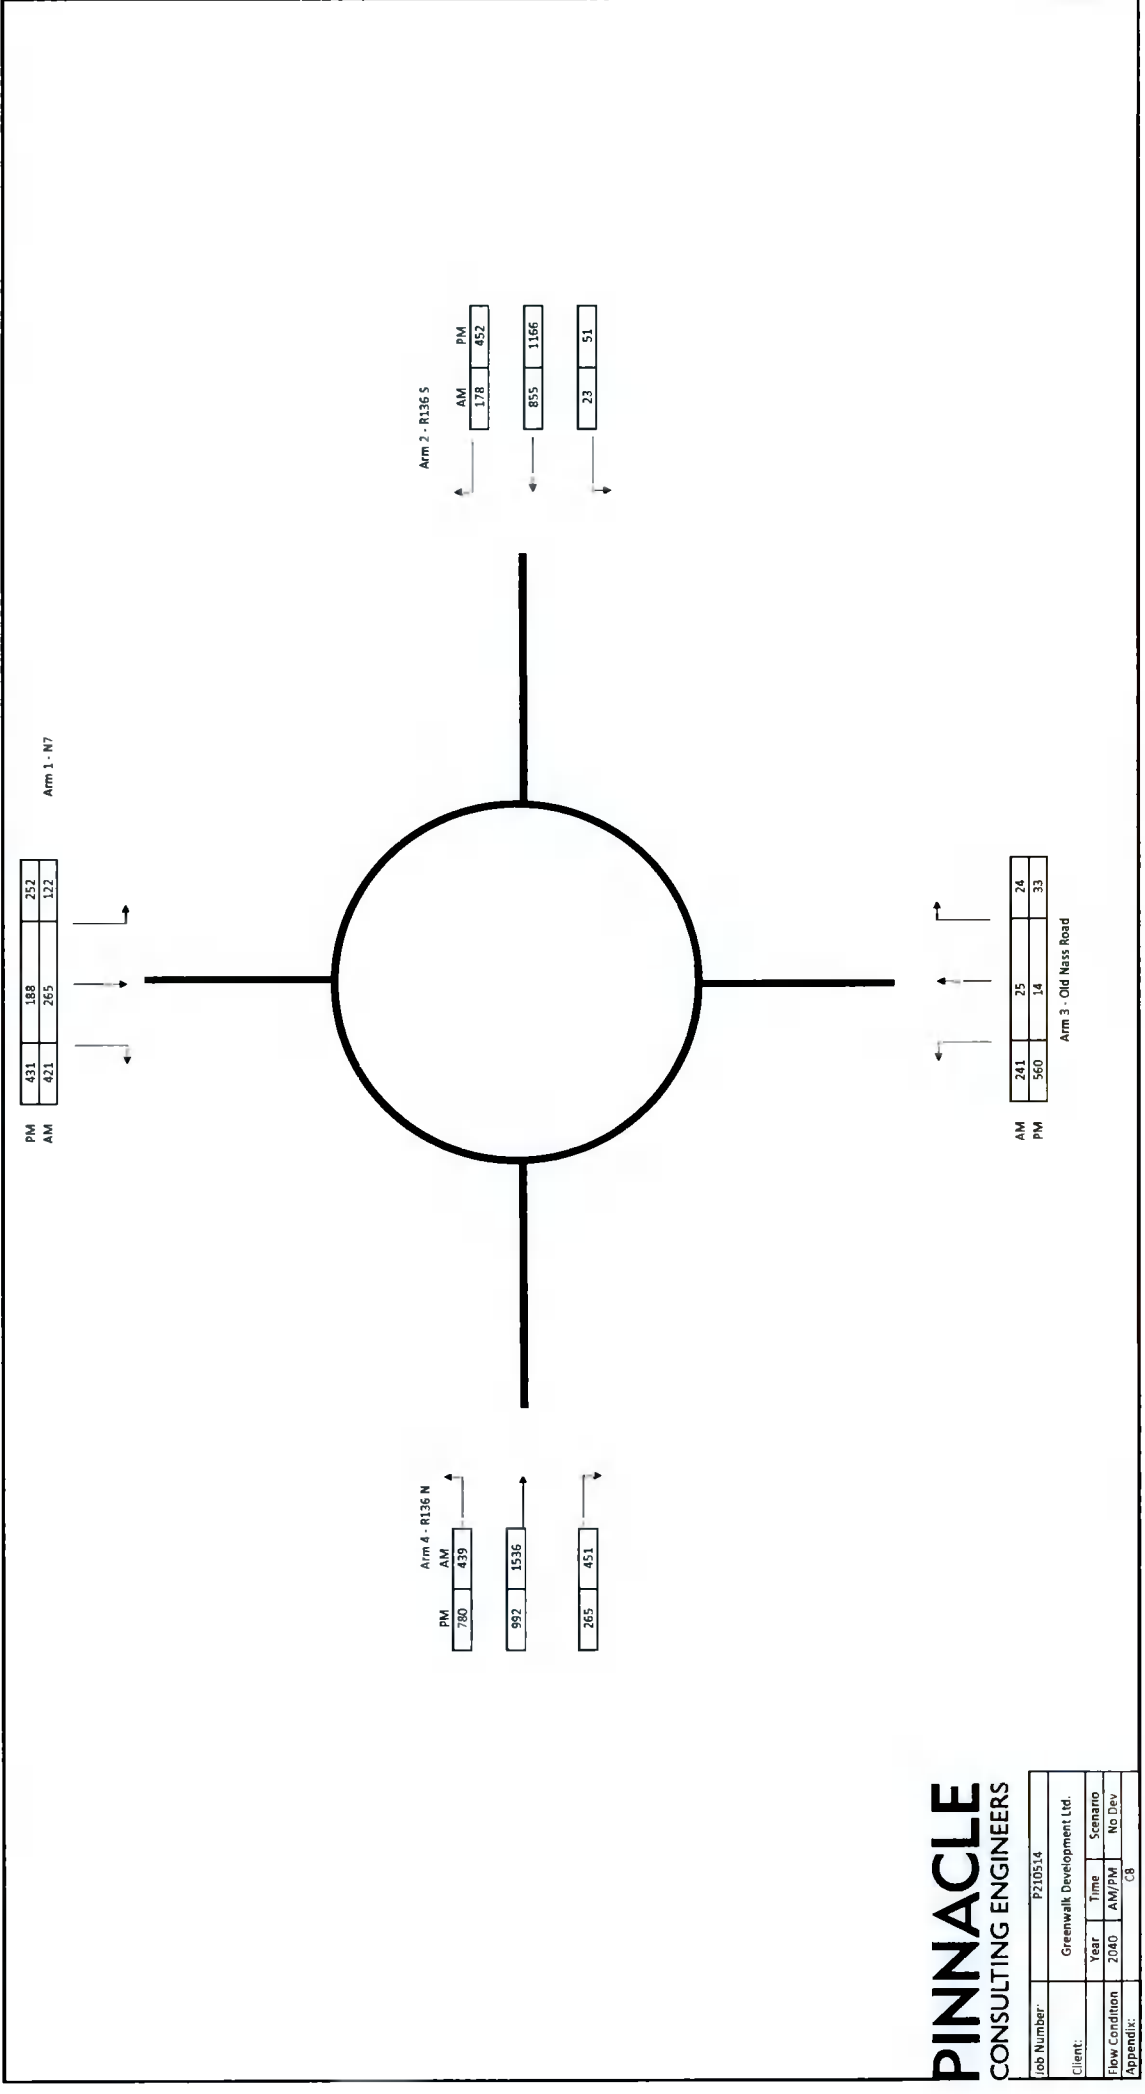 PM 431 188 252
AM 421 265 122
Arm 1 - N7
Arm 4 - R136 N
PM AM
780 439
992 1536
265 451
Arm 2 - R136 S
AM PM
178 452
855 1166
23 51
AM 241 25 24
PM 560 14 33
Arm 3 - Old Nass Road
PINNACLE
CONSULTING ENGINEERS
Job Number: P210514
Client: Greenwalk Development Ltd.
Year Time Scenario
Flow Condition 2040 AM/PM No Dev
Appendix: C8